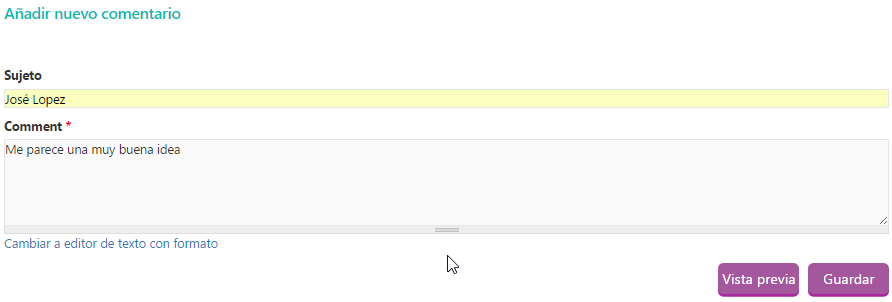 Añadir nuevo comentario
Sujeto
José Lopez
Comment *
Me parece una muy buena idea
Cambiar a editor de texto con formato
Vista previa Guardar